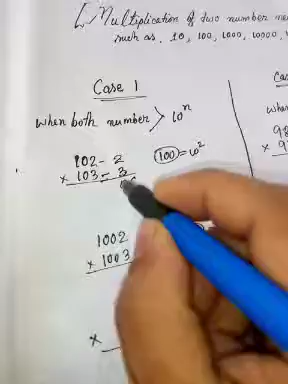 [Multiplication of two number
such as, 10, 100, 1000, 10000,
Case 1
When both number > 10ⁿ
102 - 2
× 103 - 3
100 = 10²
1002
× 1003
×
98
×